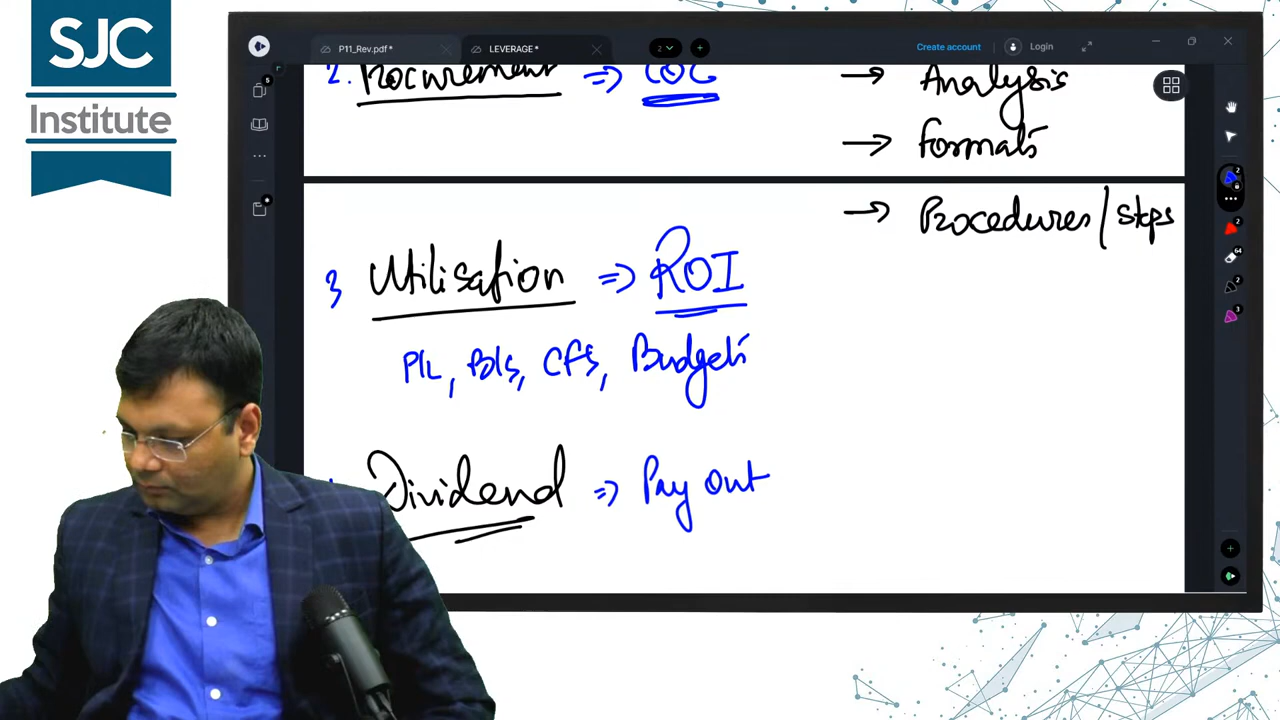 SJC
Institute
P11_Rev.pdf*
LEVERAGE*
2
Create account
Login
2. Procurement ⇒ COC
→ Analysis
→ Formats
→ Procedures/Steps
3 Utilisation ⇒ ROI
P/L, B/s, CFS, Budgets
Dividend ⇒ Pay Out